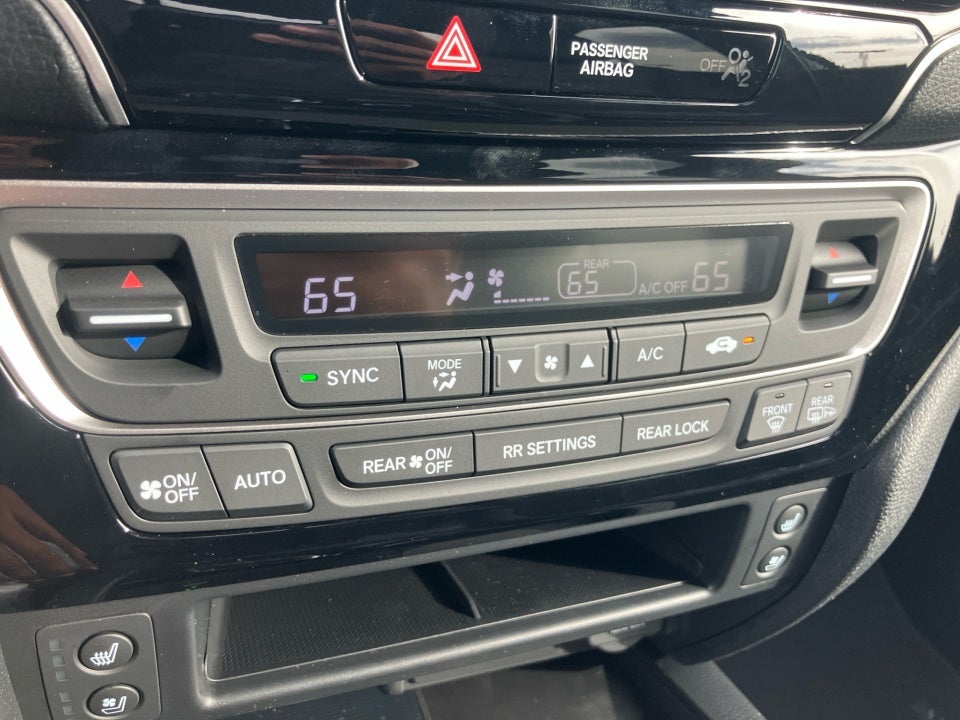 PASSENGER
AIRBAG
OFF
2
65
REAR
65
A/C OFF
65
SYNC
MODE
A/C
ON/
OFF
AUTO
REAR ON/
OFF
RR SETTINGS
REAR LOCK
FRONT
REAR